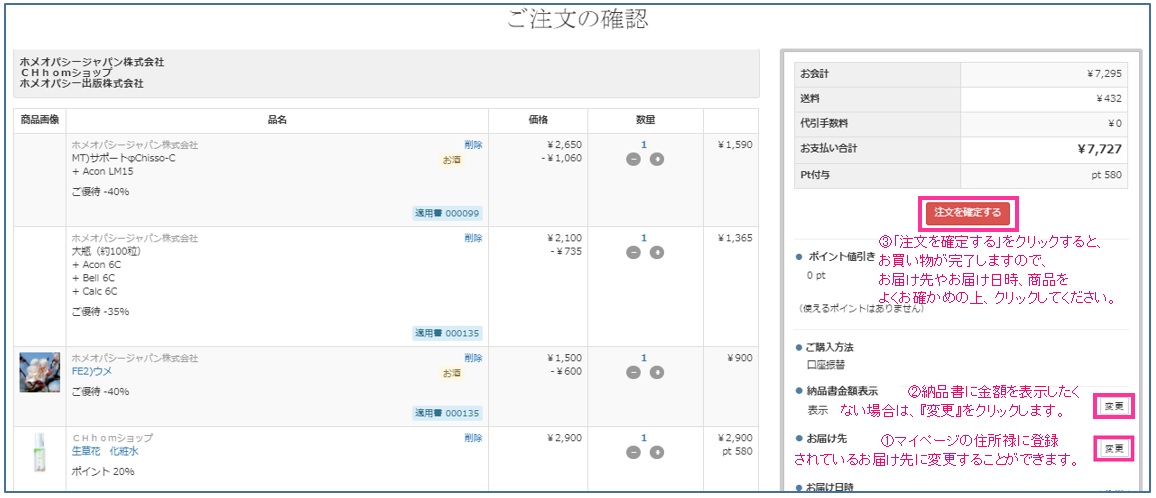 ご注文の確認
ホメオパシージャパン株式会社
ＣＨｈｏｍショップ
ホメオパシー出版株式会社
商品画像 品名 価格 数量
ホメオパシージャパン株式会社 削除 ¥2,650 1 ¥1,590
MT)サポートφChisso-C お酒 -¥1,060
+ Acon LM15
ご優待 -40%
適用書 000099
ホメオパシージャパン株式会社 削除 ¥2,100 1 ¥1,365
大瓶（約100粒） -¥735
+ Acon 6C
+ Bell 6C
+ Calc 6C
ご優待 -35%
適用書 000135
ホメオパシージャパン株式会社 削除 ¥1,500 1 ¥900
FE2)ウメ お酒 -¥600
ご優待 -40%
適用書 000135
ＣＨｈｏｍショップ 削除 ¥2,900 1 ¥2,900
生草花　化粧水 pt 580
ポイント 20%
お会計 ¥7,295
送料 ¥432
代引手数料 ¥0
お支払い合計 ¥7,727
Pt付与 pt 580
注文を確定する
③「注文を確定する」をクリックすると、
お買い物が完了しますので、
お届け先やお届け日時、商品を
よくお確かめの上、クリックしてください。
ポイント値引き
0 pt
（使えるポイントはありません）
ご購入方法
口座振替
納品書金額表示 ②納品書に金額を表示したく
表示 ない場合は、『変更』をクリックします。 変更
お届け先 ①マイページの住所禄に登録
されているお届け先に変更することができます。 変更
お届け日時